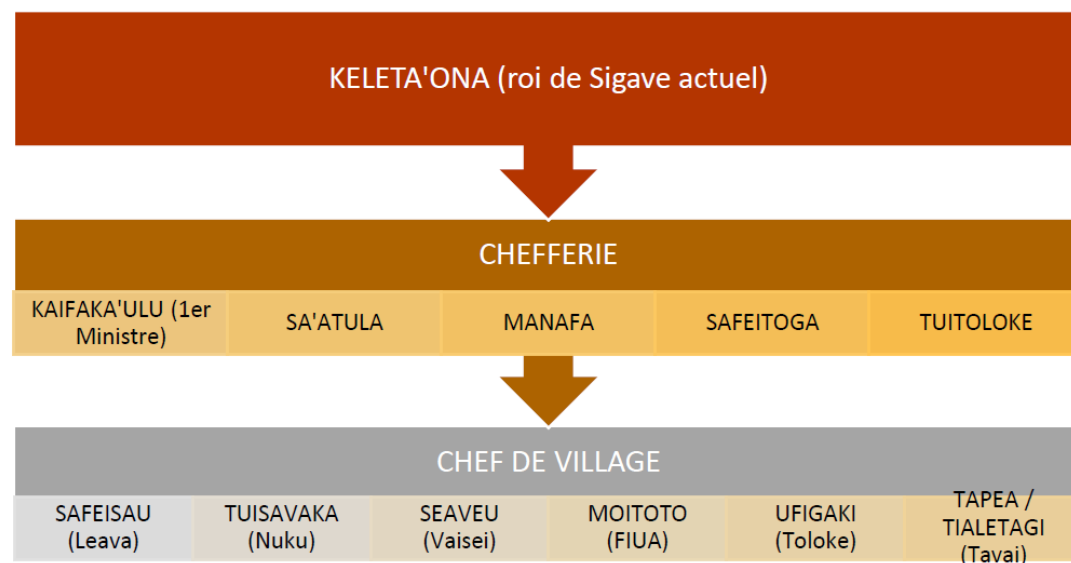 KELETA'ONA (roi de Sigave actuel)
CHEFFERIE
KAIFAKA'ULU (1er
Ministre)
SA'ATULA
MANAFA
SAFEITOGA
TUITOLOKE
CHEF DE VILLAGE
SAFEISAU
(Leava)
TUISAVAKA
(Nuku)
SEAVEU
(Vaisei)
MOITOTO
(FIUA)
UFIGAKI
(Toloke)
TAPEA /
TIALETAGI
(Tavai)